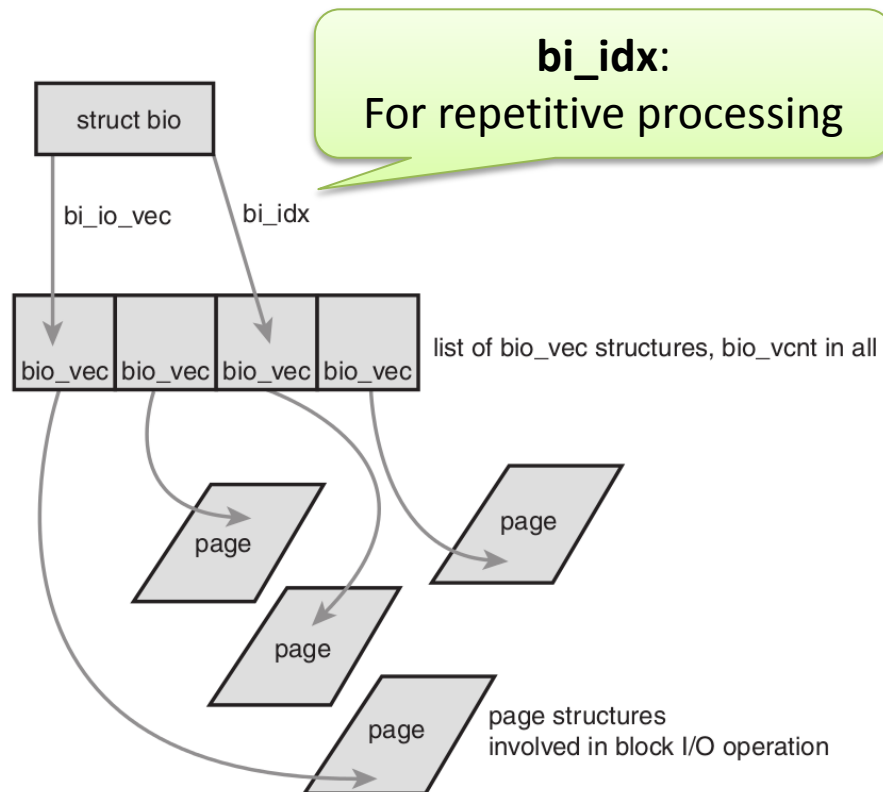 bi_idx:
For repetitive processing
struct bio
bi_io_vec
bi_idx
bio_vec
bio_vec
bio_vec
bio_vec
list of bio_vec structures, bio_vcnt in all
page
page
page
page
page structures
involved in block I/O operation